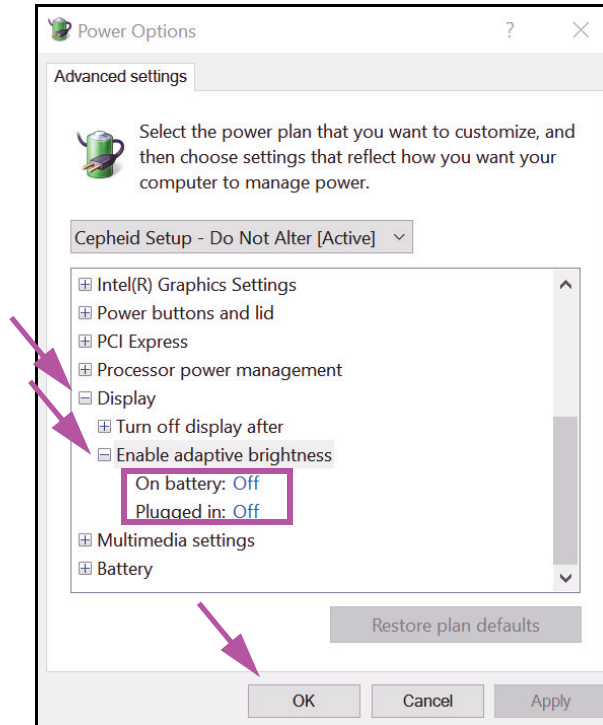 Power Options
Advanced settings
Select the power plan that you want to customize, and
then choose settings that reflect how you want your
computer to manage power.
Cepheid Setup - Do Not Alter [Active]
Intel(R) Graphics Settings
Power buttons and lid
PCI Express
Processor power management
Display
Turn off display after
Enable adaptive brightness
On battery: Off
Plugged in: Off
Multimedia settings
Battery
Restore plan defaults
OK Cancel Apply